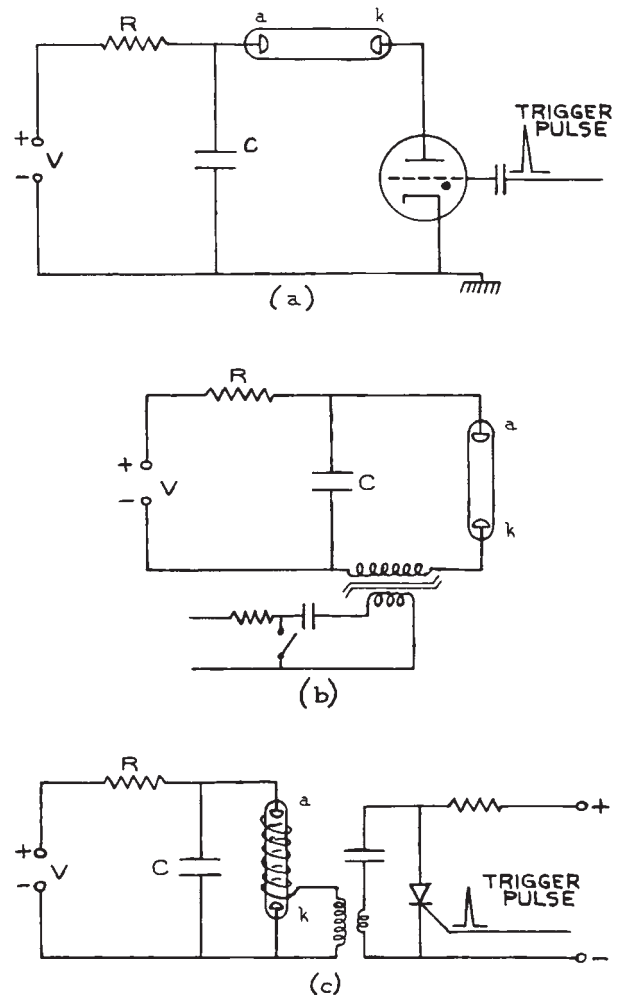 R
a
k
+
V
-
C
TRIGGER
PULSE
(a)
R
a
+
V
-
C
k
(b)
R
a
+
V
-
C
k
+
TRIGGER
PULSE
-
(c)